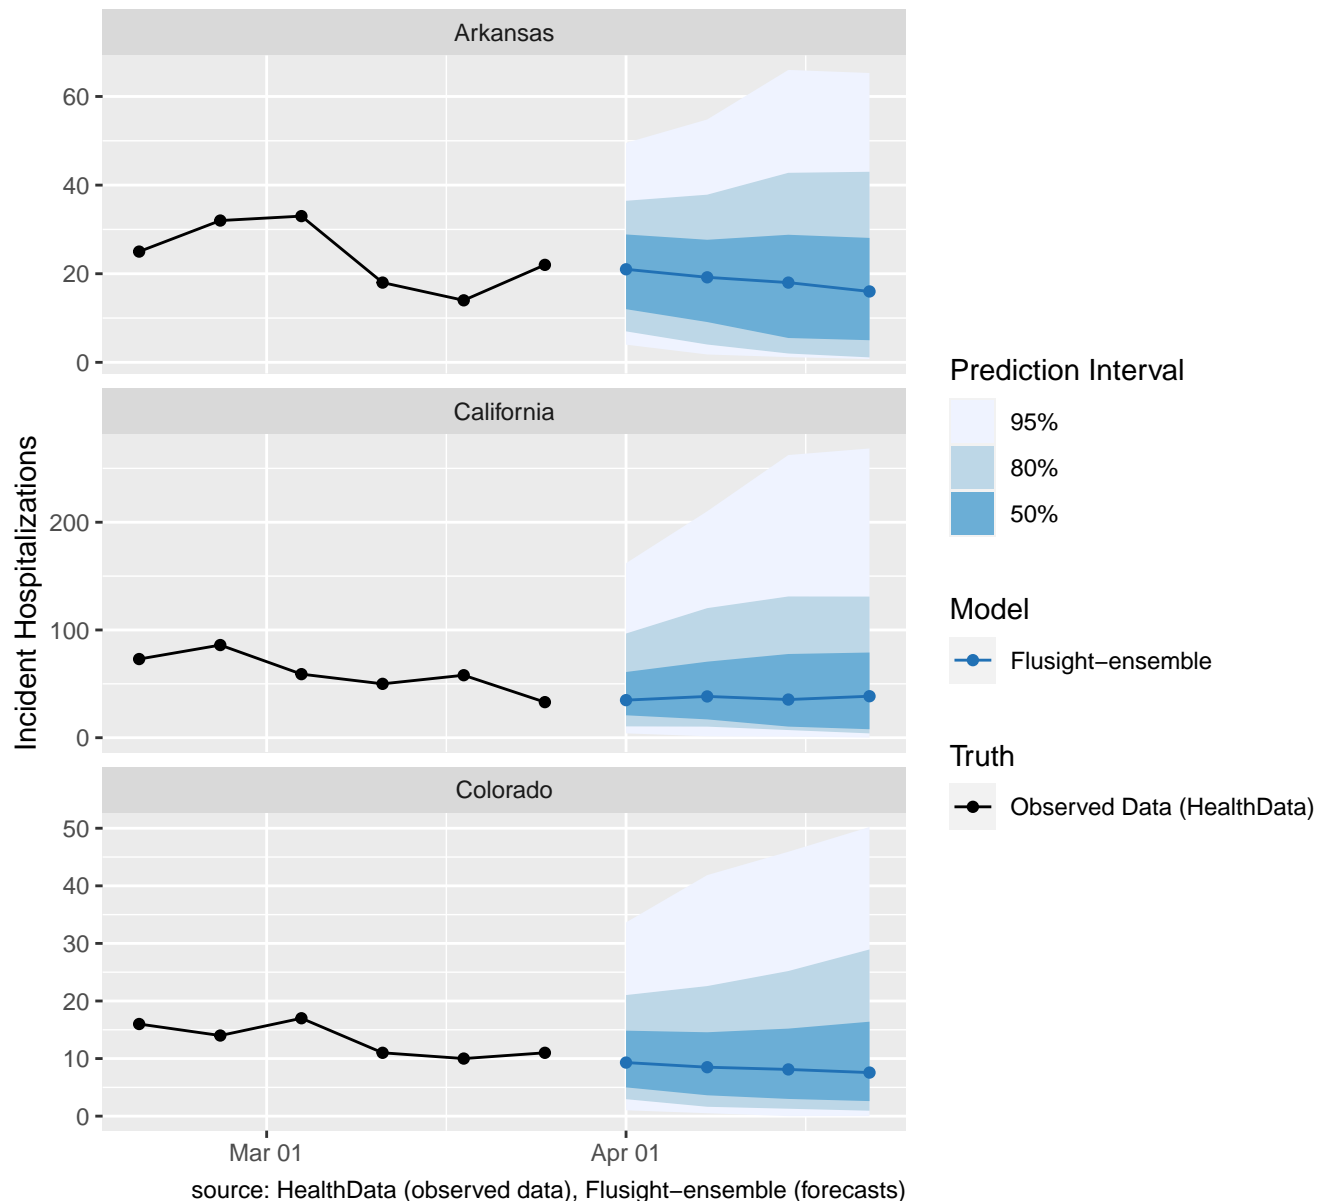 Arkansas
60
40
20
0
California
200
100
0
Colorado
50
40
30
20
10
0
Mar 01
Apr 01
Incident Hospitalizations
source: HealthData (observed data), Flusight−ensemble (forecasts)
Prediction Interval
95%
80%
50%
Model
Flusight−ensemble
Truth
Observed Data (HealthData)